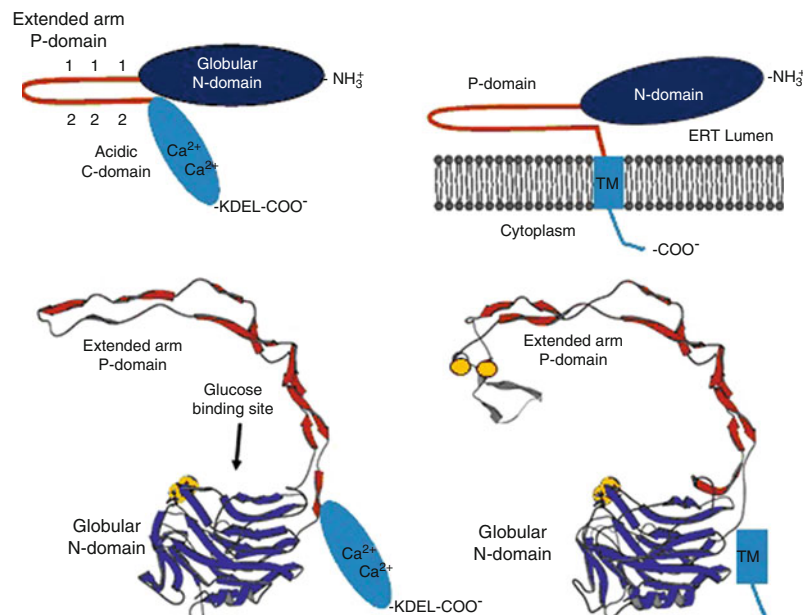 Extended arm
P-domain
1 1 1
Globular
N-domain
- NH₃⁺
2 2 2
Acidic
C-domain
Ca²⁺
Ca²⁺
-KDEL-COO⁻
P-domain
N-domain
-NH₃⁺
ERT Lumen
TM
Cytoplasm
-COO⁻
Extended arm
P-domain
Glucose
binding site
Globular
N-domain
Ca²⁺
Ca²⁺
-KDEL-COO⁻
Extended arm
P-domain
Globular
N-domain
TM